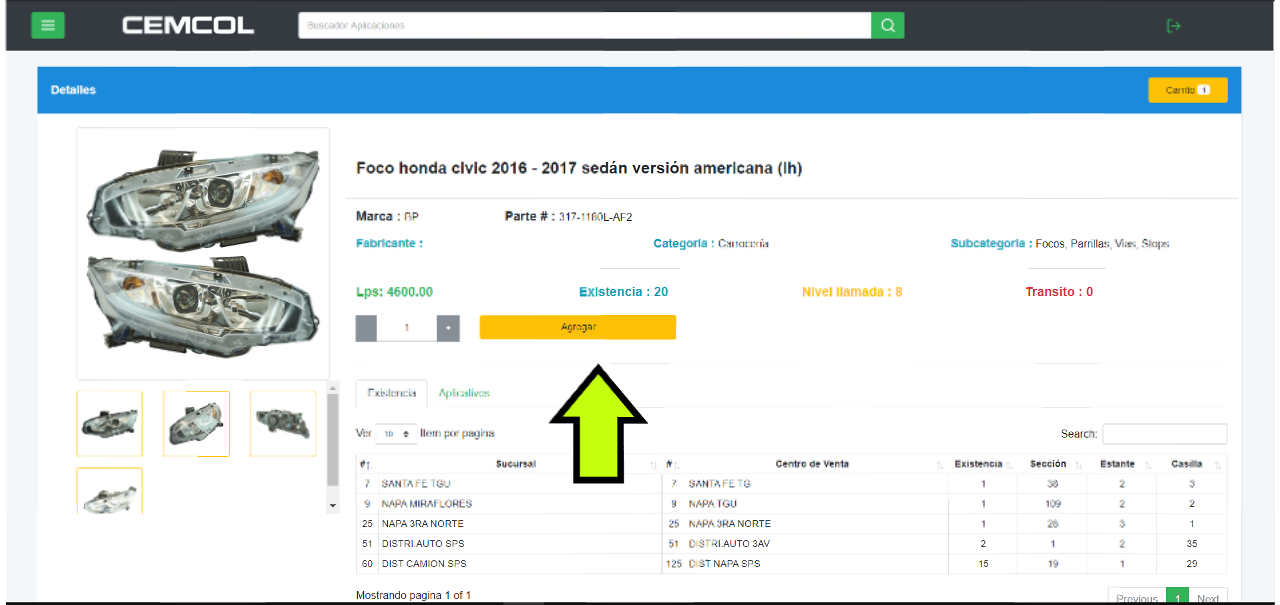 CEMCOL
Buscador Aplicaciones
Detalles
Carrito 1
Foco honda civic 2016 - 2017 sedán versión americana (lh)
Marca : BP Parte # : 317-1180L-AF2
Fabricante : Categoria : Carrocería Subcategoria : Focos, Parrillas, Vias, Stops
Lps: 4600.00 Existencia : 20 Nivel llamada : 8 Transito : 0
1 + Agregar
Existencia Aplicativos
Ver 10 Item por pagina Search:
# Sucursal # Centro de Venta Existencia Sección Estante Casilla
7 SANTA FE TGU 7 SANTA FE TG 1 38 2 3
9 NAPA MIRAFLORES 9 NAPA TGU 1 109 2 2
25 NAPA 3RA NORTE 25 NAPA 3RA NORTE 1 26 3 1
51 DISTRI.AUTO SPS 51 DISTRI.AUTO 3AV 2 1 2 35
60 DIST CAMION SPS 125 DIST NAPA SPS 15 19 1 29
Mostrando pagina 1 of 1
Previous 1 Next